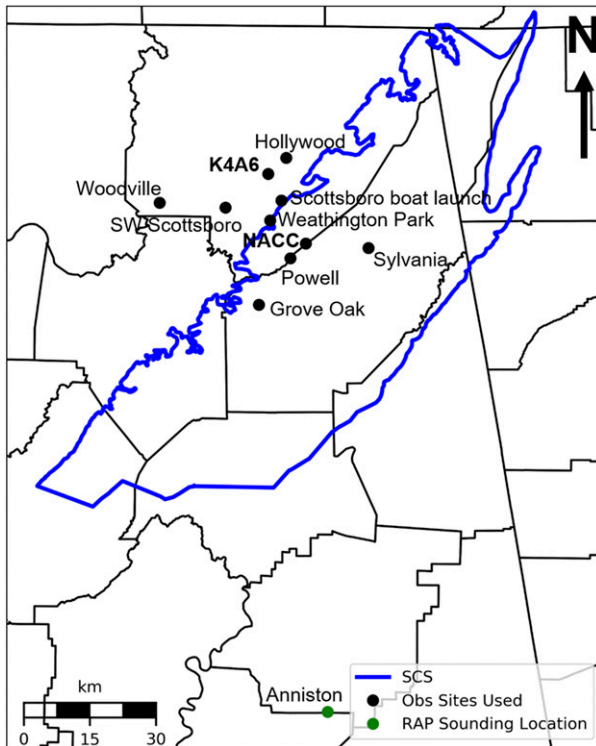 N
Hollywood
K4A6
Woodville
Scottsboro boat launch
SW Scottsboro
Weathington Park
NACC
Sylvania
Powell
Grove Oak
km
0 15 30
Anniston
SCS
Obs Sites Used
RAP Sounding Location